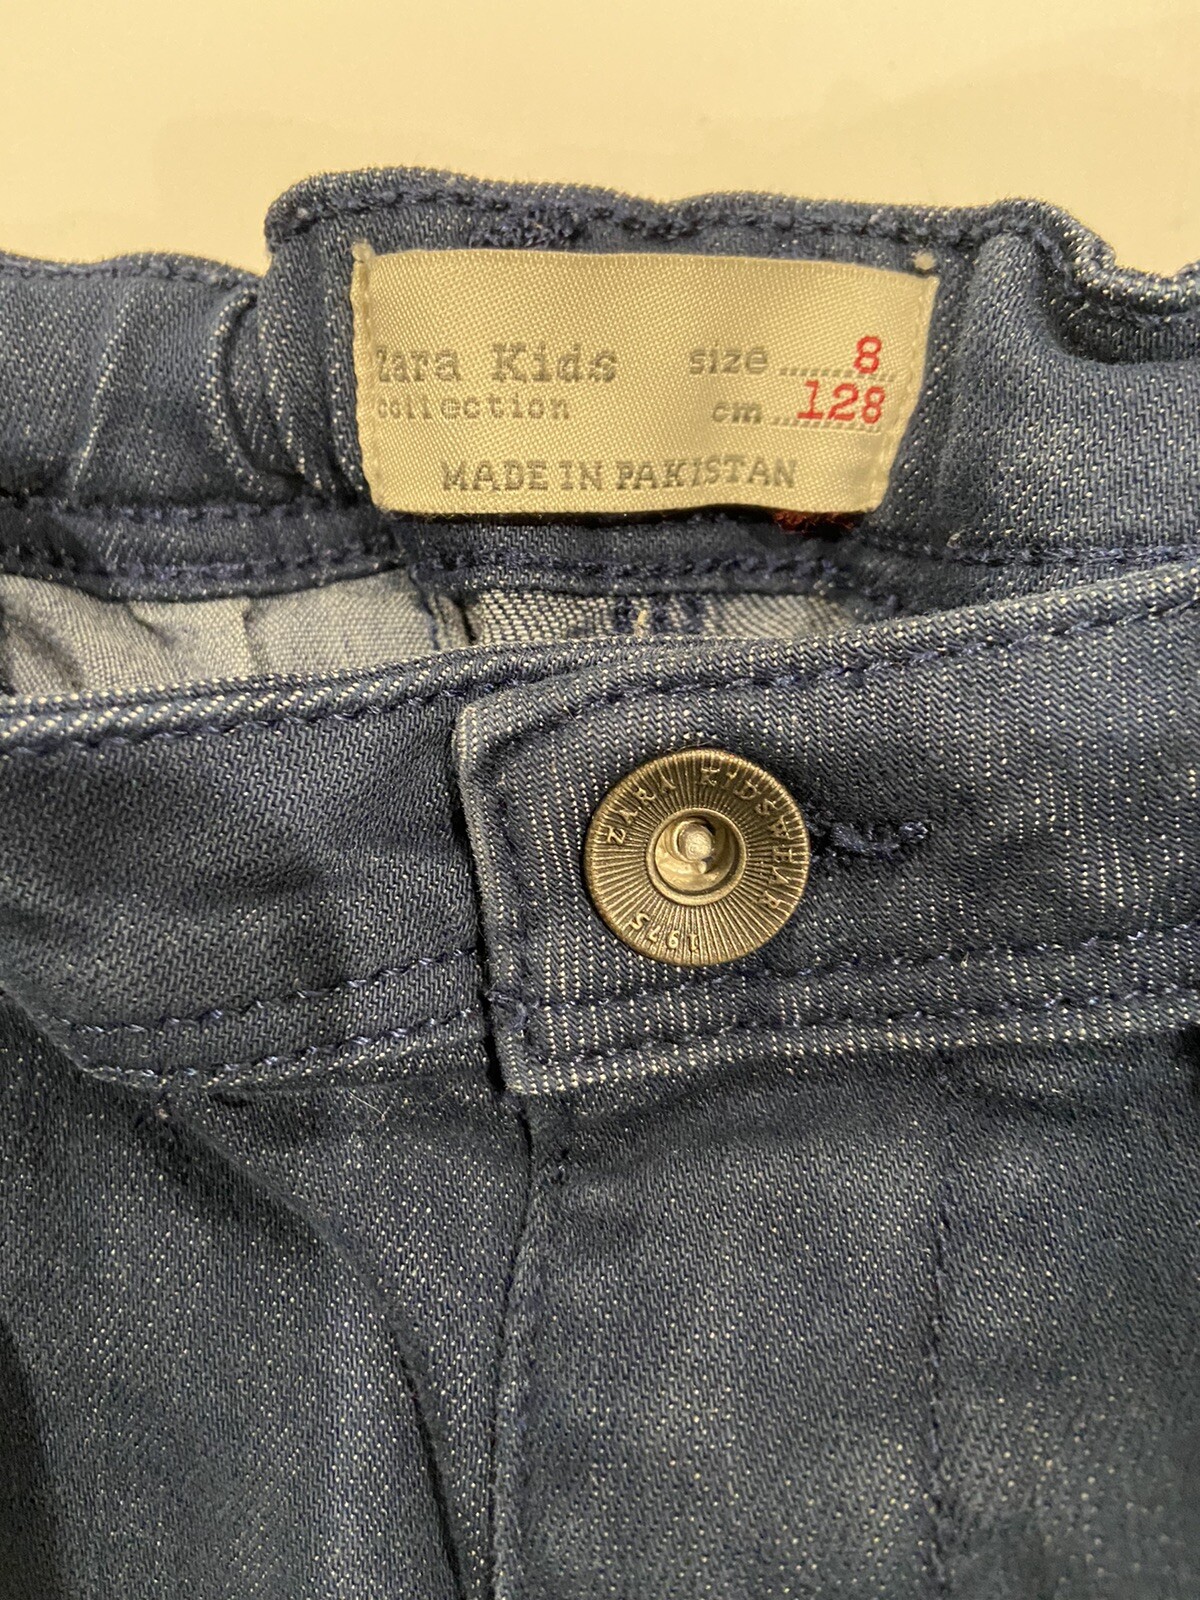 Zara Kids size ........ 8
collection cm ........ 128
MADE IN PAKISTAN
ZARA KIDSWEAR
1975